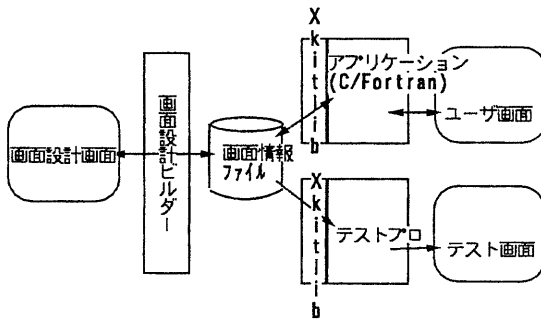 画面設計画面
画面設計ビルダー
画面情報
ファイル
Xkitlib
アプリケーション
(C/Fortran)
ユーザ画面
Xkitlib
テストプロ
テスト画面